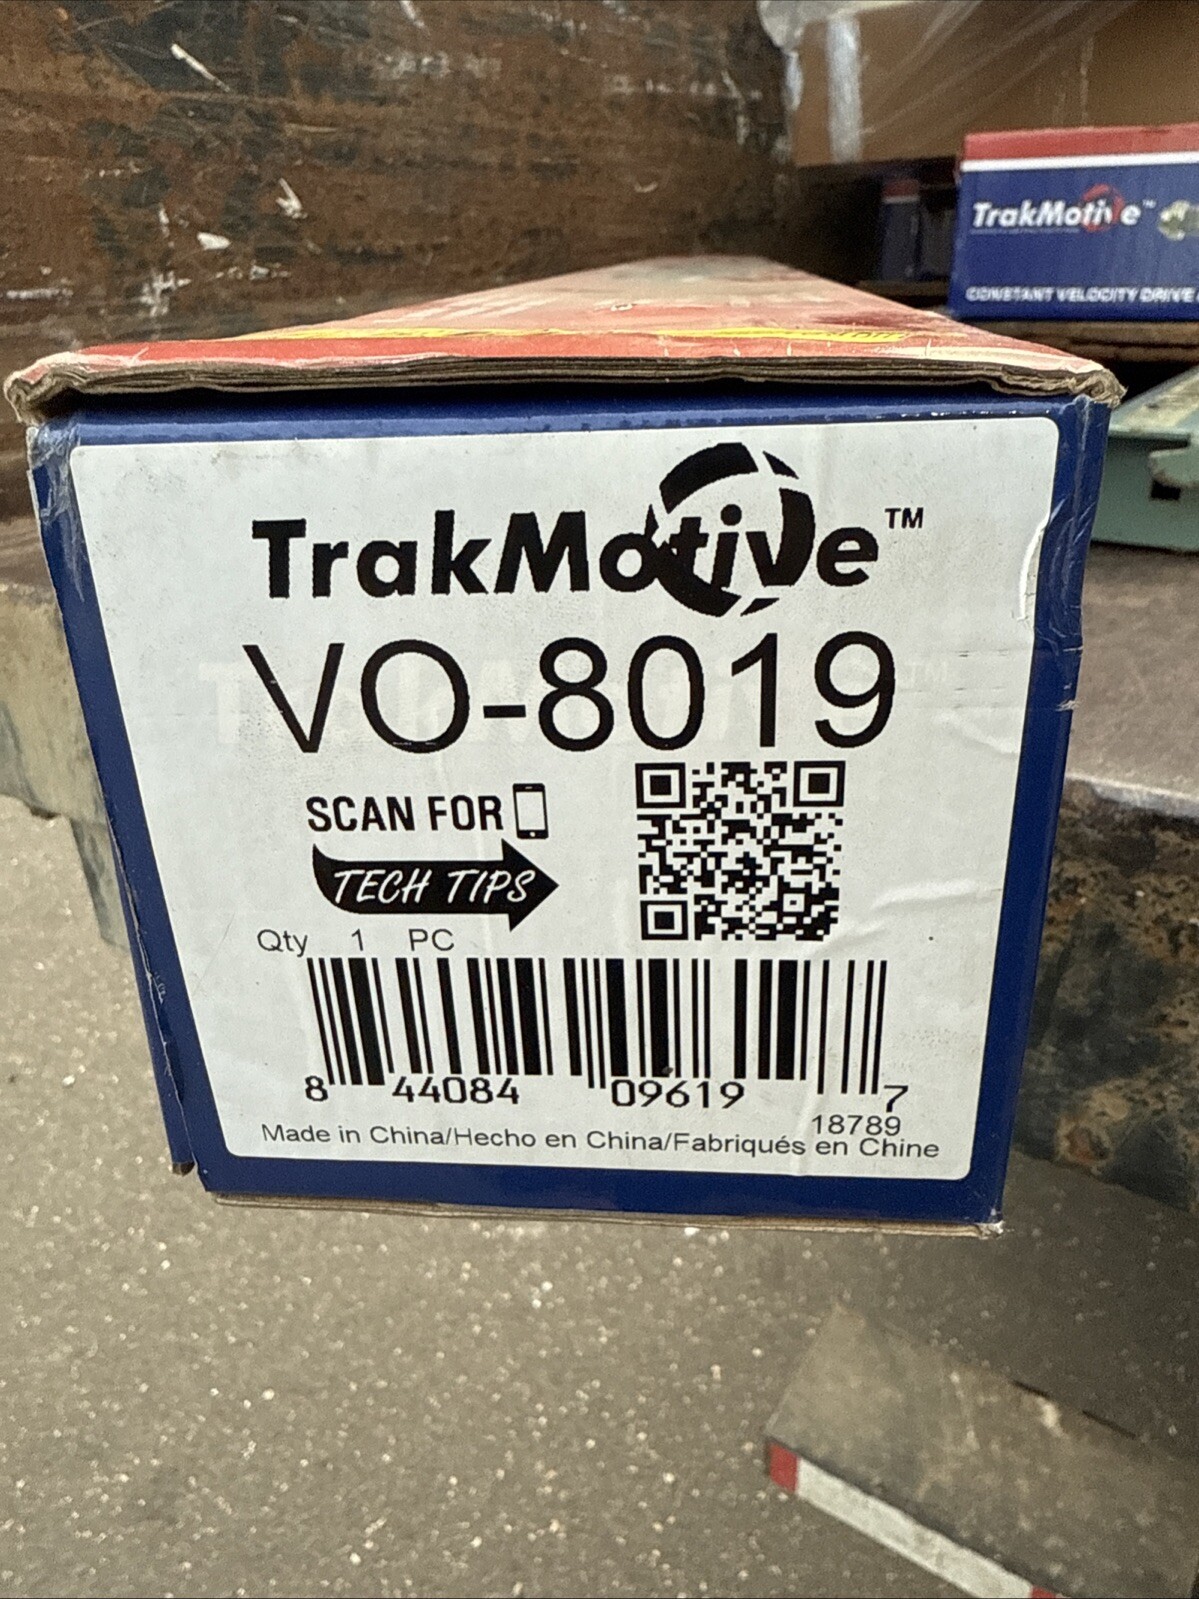 TrakMotive™
CONSTANT VELOCITY DRIVE
TrakMotive™
VO-8019
SCAN FOR
TECH TIPS
Qty 1 PC
8 44084 09619 7
18789
Made in China/Hecho en China/Fabriqués en Chine